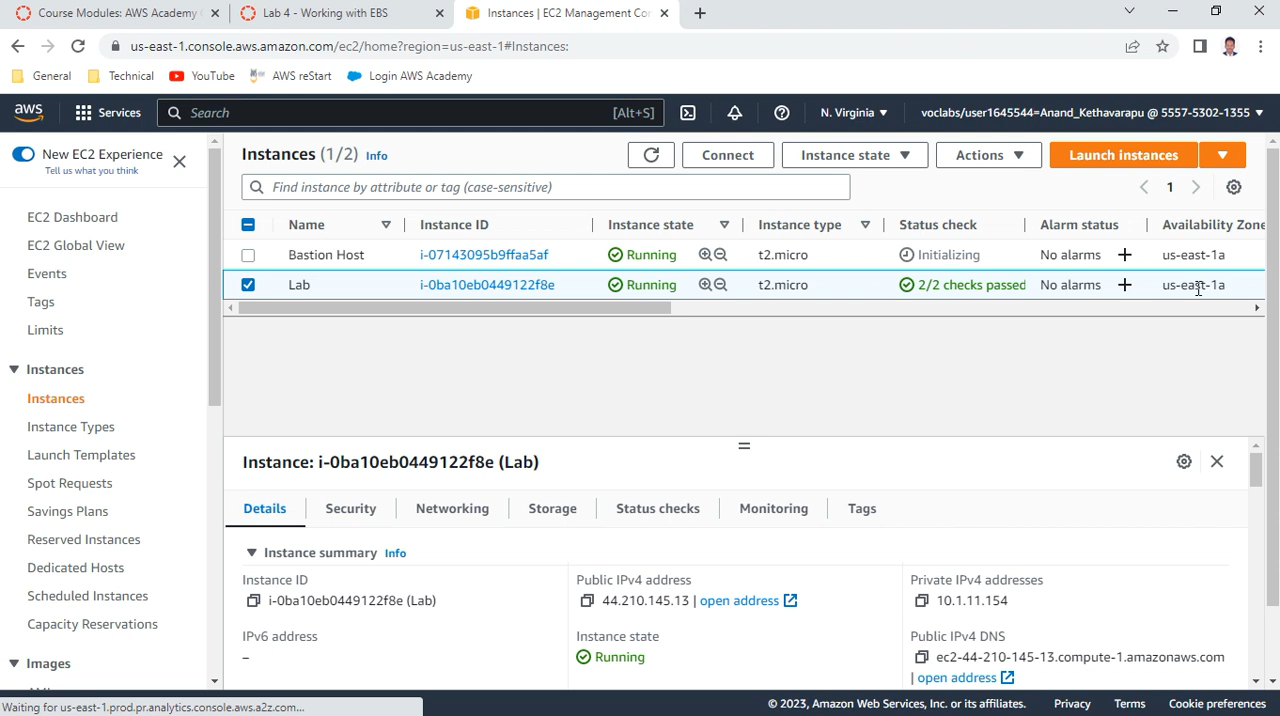 Course Modules: AWS Academy
Lab 4 - Working with EBS
Instances | EC2 Management Con
us-east-1.console.aws.amazon.com/ec2/home?region=us-east-1#Instances:
General
Technical
YouTube
AWS reStart
Login AWS Academy
aws
Services
Search
[Alt+S]
N. Virginia
voclabs/user1645544=Anand_Kethavarapu @ 5557-5302-1355
New EC2 Experience
Tell us what you think
EC2 Dashboard
EC2 Global View
Events
Tags
Limits
Instances
Instances
Instance Types
Launch Templates
Spot Requests
Savings Plans
Reserved Instances
Dedicated Hosts
Scheduled Instances
Capacity Reservations
Images
Instances (1/2) Info
Connect
Instance state
Actions
Launch instances
Find instance by attribute or tag (case-sensitive)
1
Name Instance ID Instance state Instance type Status check Alarm status Availability Zone
Bastion Host i-07143095b9ffaa5af Running t2.micro Initializing No alarms us-east-1a
Lab i-0ba10eb0449122f8e Running t2.micro 2/2 checks passed No alarms us-east-1a
Instance: i-0ba10eb0449122f8e (Lab)
Details Security Networking Storage Status checks Monitoring Tags
Instance summary Info
Instance ID
i-0ba10eb0449122f8e (Lab)
Public IPv4 address
44.210.145.13 | open address
Private IPv4 addresses
10.1.11.154
IPv6 address
–
Instance state
Running
Public IPv4 DNS
ec2-44-210-145-13.compute-1.amazonaws.com
| open address
Waiting for us-east-1.prod.pr.analytics.console.aws.a2z.com...
© 2023, Amazon Web Services, Inc. or its affiliates.
Privacy
Terms
Cookie preferences